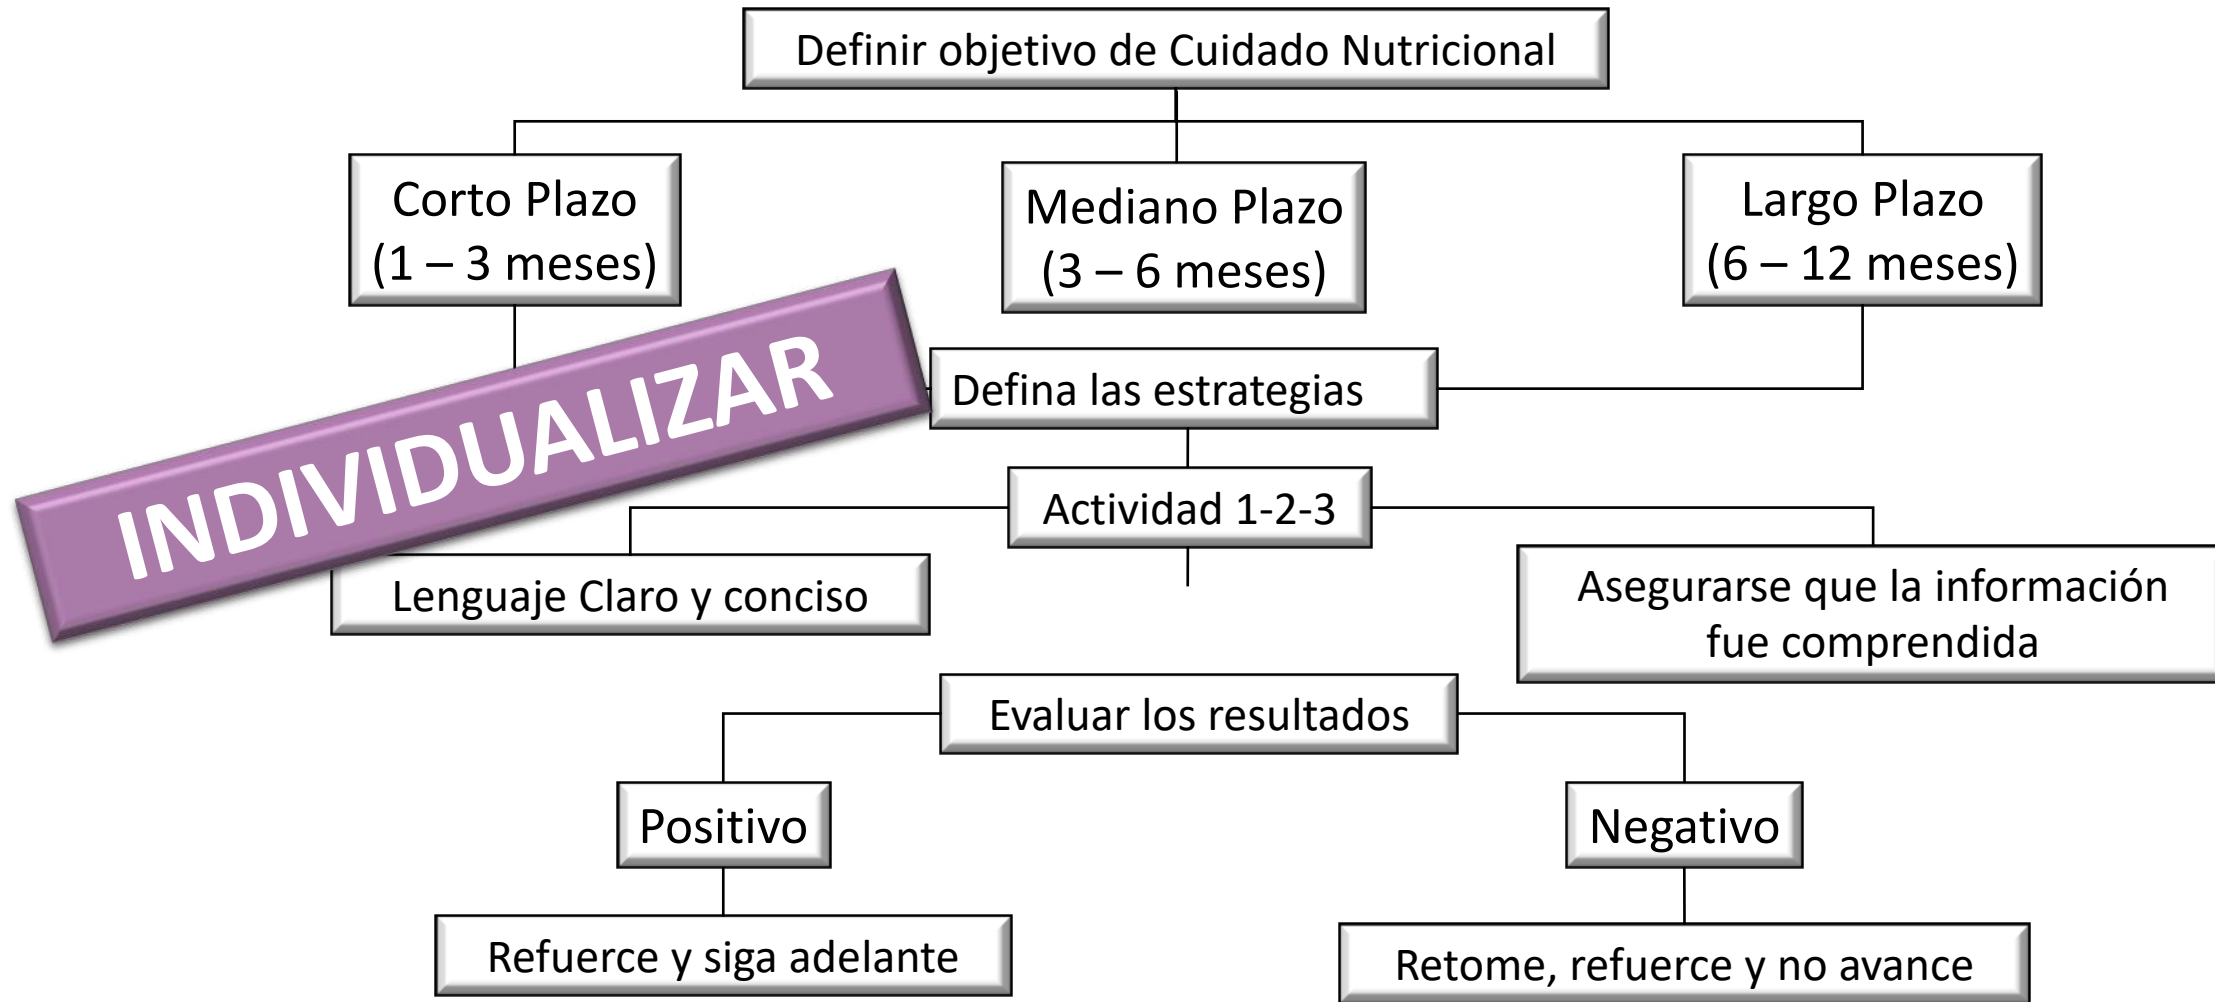 Definir objetivo de Cuidado Nutricional
Corto Plazo
(1 – 3 meses)
Mediano Plazo
(3 – 6 meses)
Largo Plazo
(6 – 12 meses)
INDIVIDUALIZAR
Defina las estrategias
Actividad 1-2-3
Lenguaje Claro y conciso
Asegurarse que la información
fue comprendida
Evaluar los resultados
Positivo
Negativo
Refuerce y siga adelante
Retome, refuerce y no avance